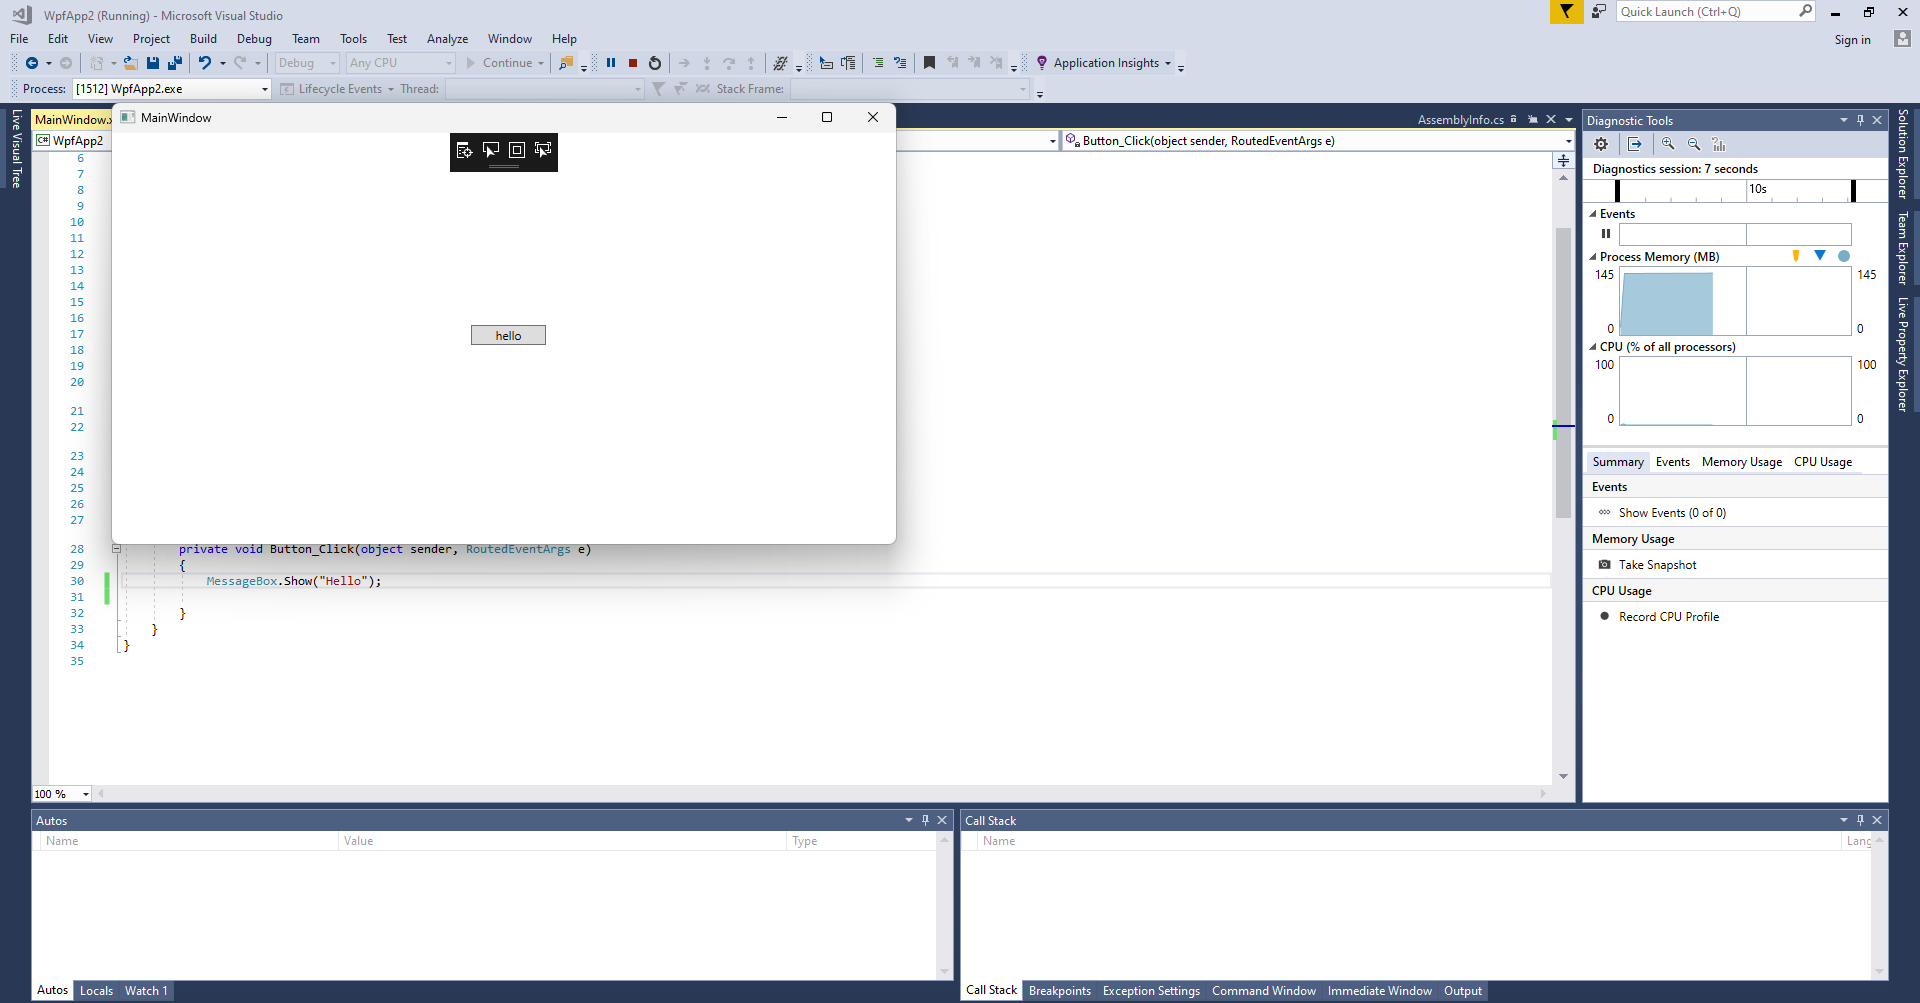 WpfApp2 (Running) - Microsoft Visual Studio
Quick Launch (Ctrl+Q)
File Edit View Project Build Debug Team Tools Test Analyze Window Help
Sign in
Debug Any CPU Continue Application Insights
Process: [1512] WpfApp2.exe Lifecycle Events Thread: Stack Frame:
Live Visual Tree
MainWindow.x
MainWindow
AssemblyInfo.cs
C# WpfApp2
Button_Click(object sender, RoutedEventArgs e)
6
7
8
9
10
11
12
13
14
15
16
17
18
19
20
21
22
23
24
25
26
27
hello
28 private void Button_Click(object sender, RoutedEventArgs e)
29 {
30 MessageBox.Show("Hello");
31
32 }
33 }
34 }
35
100 %
Diagnostic Tools
Diagnostics session: 7 seconds
10s
Events
Process Memory (MB)
145 145
0 0
CPU (% of all processors)
100 100
0 0
Summary Events Memory Usage CPU Usage
Events
Show Events (0 of 0)
Memory Usage
Take Snapshot
CPU Usage
Record CPU Profile
Solution Explorer
Team Explorer
Live Property Explorer
Autos
Name Value Type
Autos Locals Watch 1
Call Stack
Name Lang
Call Stack Breakpoints Exception Settings Command Window Immediate Window Output